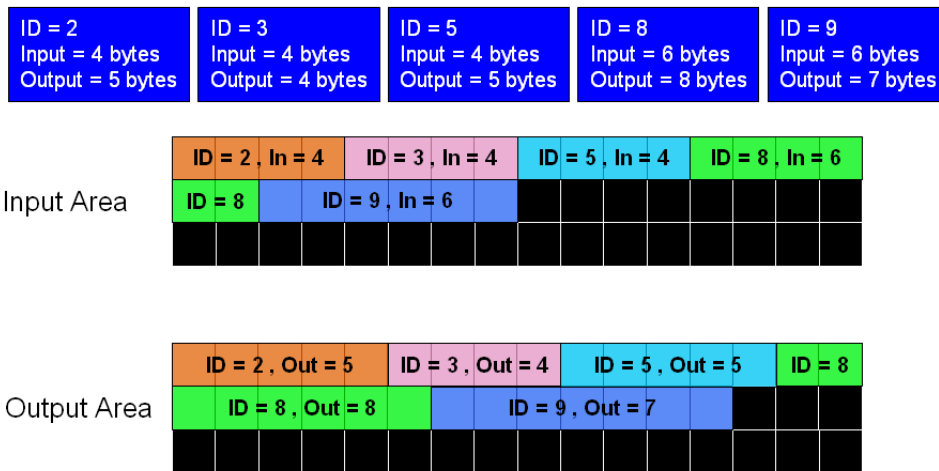 ID = 2
Input = 4 bytes
Output = 5 bytes
ID = 3
Input = 4 bytes
Output = 4 bytes
ID = 5
Input = 4 bytes
Output = 5 bytes
ID = 8
Input = 6 bytes
Output = 8 bytes
ID = 9
Input = 6 bytes
Output = 7 bytes
Input Area
ID = 2 , In = 4
ID = 3 , In = 4
ID = 5 , In = 4
ID = 8 , In = 6
ID = 8
ID = 9 , In = 6
Output Area
ID = 2 , Out = 5
ID = 3 , Out = 4
ID = 5 , Out = 5
ID = 8
ID = 8 , Out = 8
ID = 9 , Out = 7